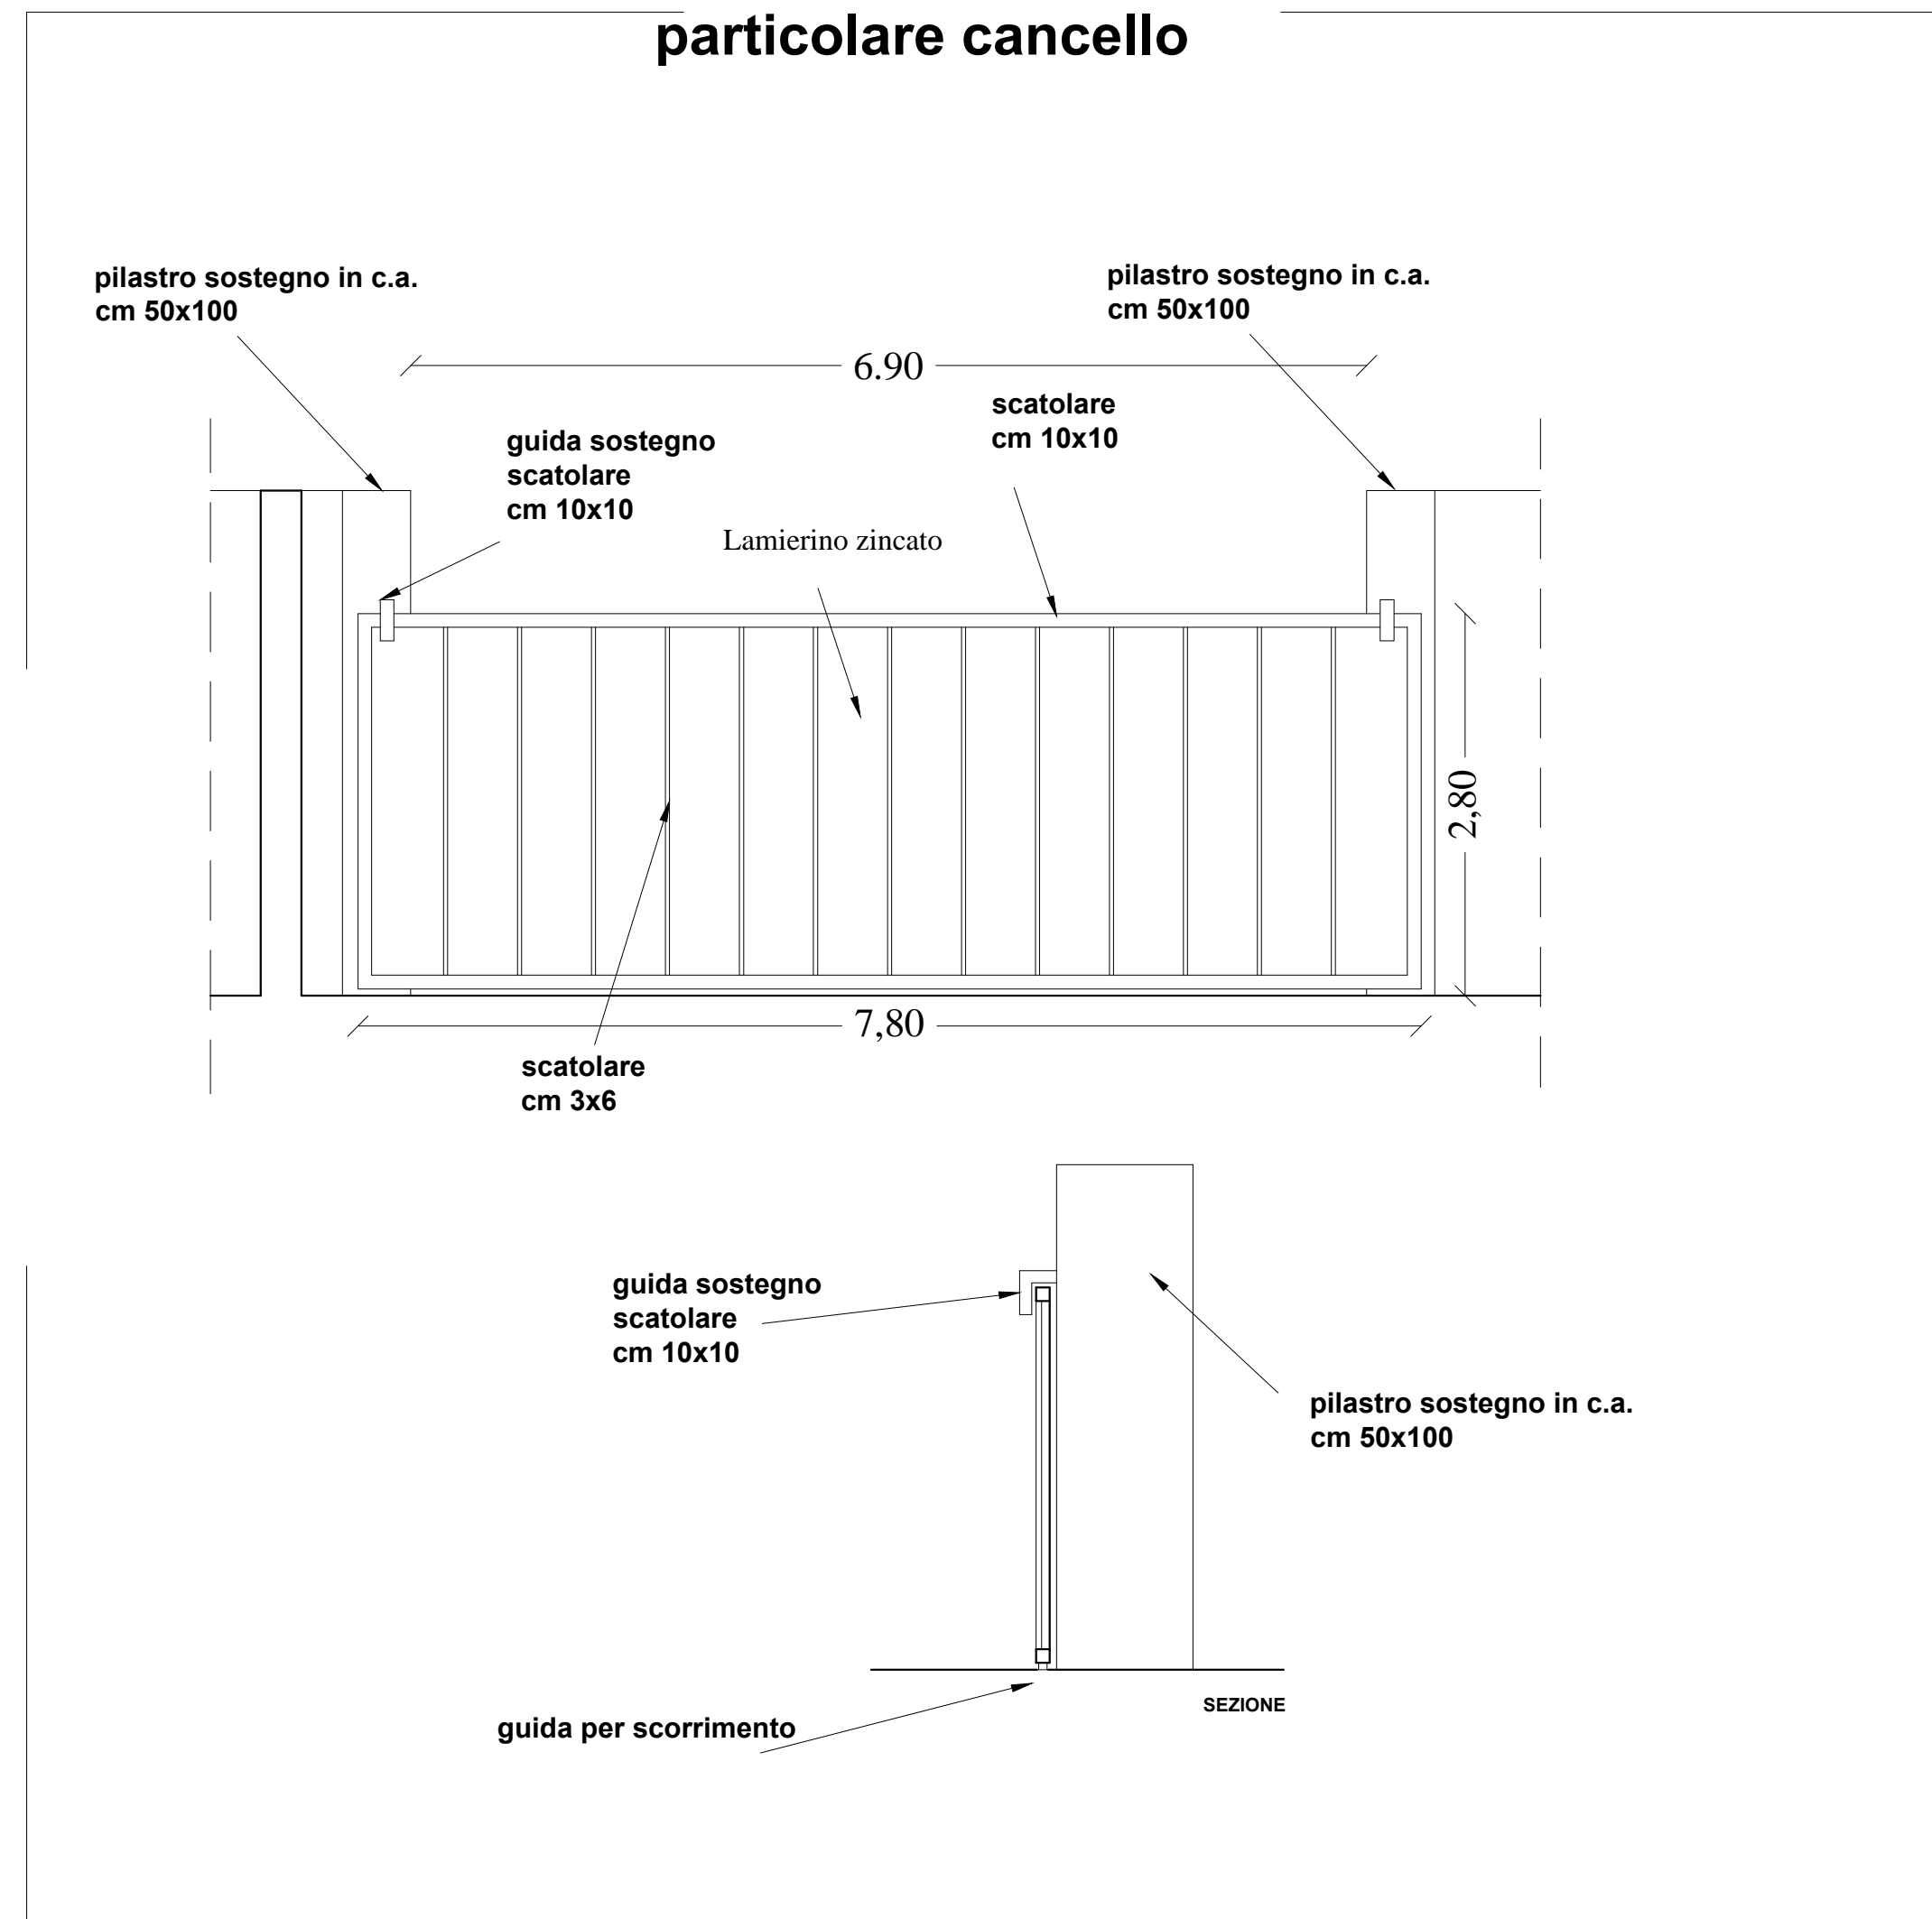 particolare cancello
pilastro sostegno in c.a.
cm 50x100
pilastro sostegno in c.a.
cm 50x100
6.90
scatolare
cm 10x10
guida sostegno
scatolare
cm 10x10
Lamierino zincato
2,80
7,80
scatolare
cm 3x6
guida sostegno
scatolare
cm 10x10
pilastro sostegno in c.a.
cm 50x100
SEZIONE
guida per scorrimento